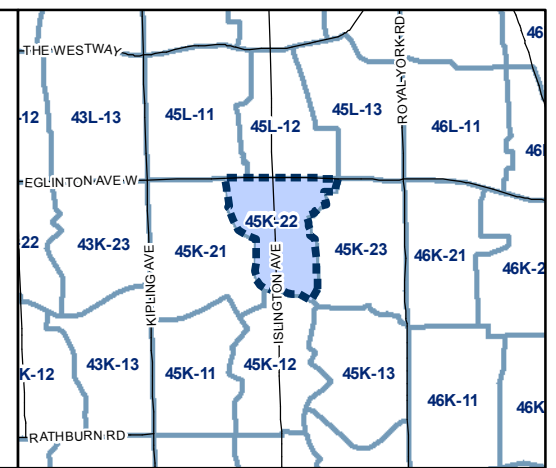 46
THE WESTWAY
ROYAL YORK RD
-12
43L-13
45L-11
45L-12
45L-13
46L-11
46
EGLINTON AVE W
22
43K-23
KIPLING AVE
45K-21
45K-22
ISLINGTON AVE
45K-23
46K-21
46K-2
K-12
43K-13
45K-11
45K-12
45K-13
46K-11
46K
RATHBURN RD